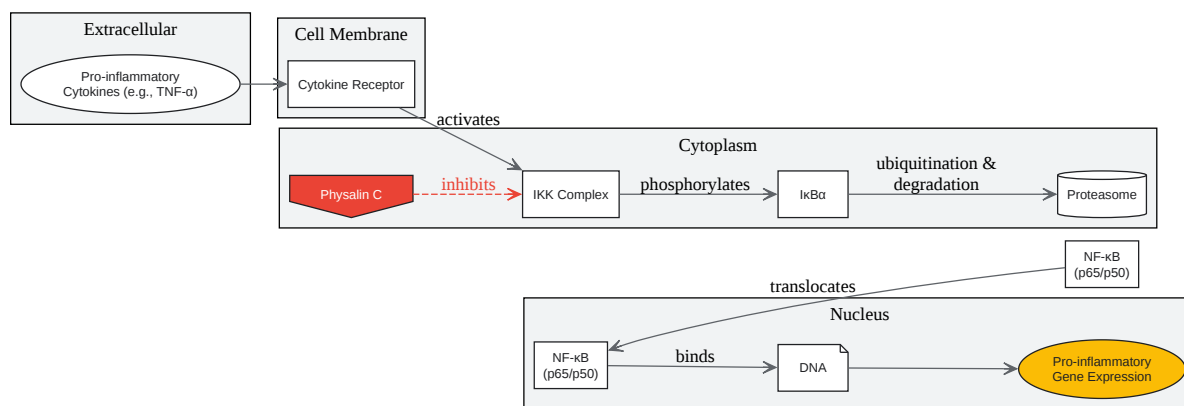 Extracellular
Pro-inflammatory
Cytokines (e.g., TNF-α)
Cell Membrane
Cytokine Receptor
activates
Cytoplasm
Physalin C
inhibits
IKK Complex
phosphorylates
IκBα
ubiquitination &
degradation
Proteasome
NF-κB
(p65/p50)
translocates
Nucleus
NF-κB
(p65/p50)
binds
DNA
Pro-inflammatory
Gene Expression